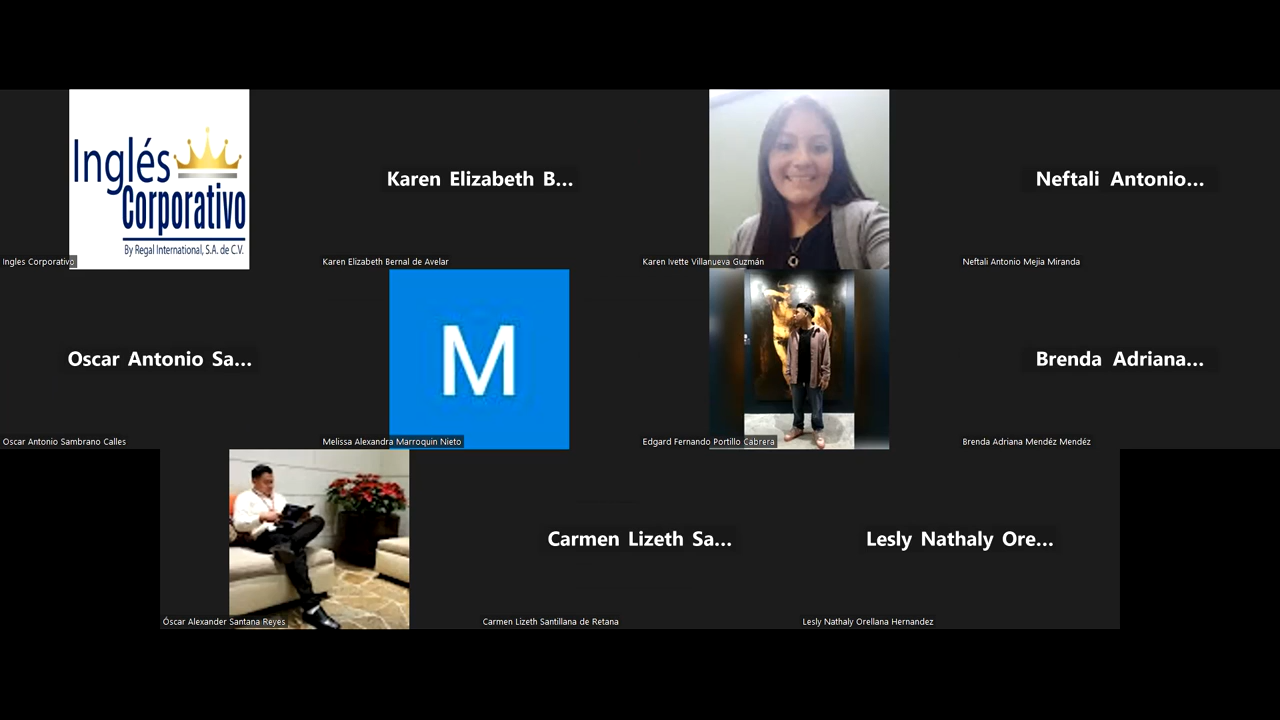 Inglés
Corporativo
By Regal International, S.A. de C.V.
Ingles Corporativo
Karen Elizabeth B...
Karen Elizabeth Bernal de Avelar
Karen Ivette Villanueva Guzmán
Neftali Antonio...
Neftali Antonio Mejia Miranda
Oscar Antonio Sa...
Oscar Antonio Sambrano Calles
M
Melissa Alexandra Marroquin Nieto
Edgard Fernando Portillo Cabrera
Brenda Adriana...
Brenda Adriana Mendéz Mendéz
Óscar Alexander Santana Reyes
Carmen Lizeth Sa...
Carmen Lizeth Santillana de Retana
Lesly Nathaly Ore...
Lesly Nathaly Orellana Hernandez